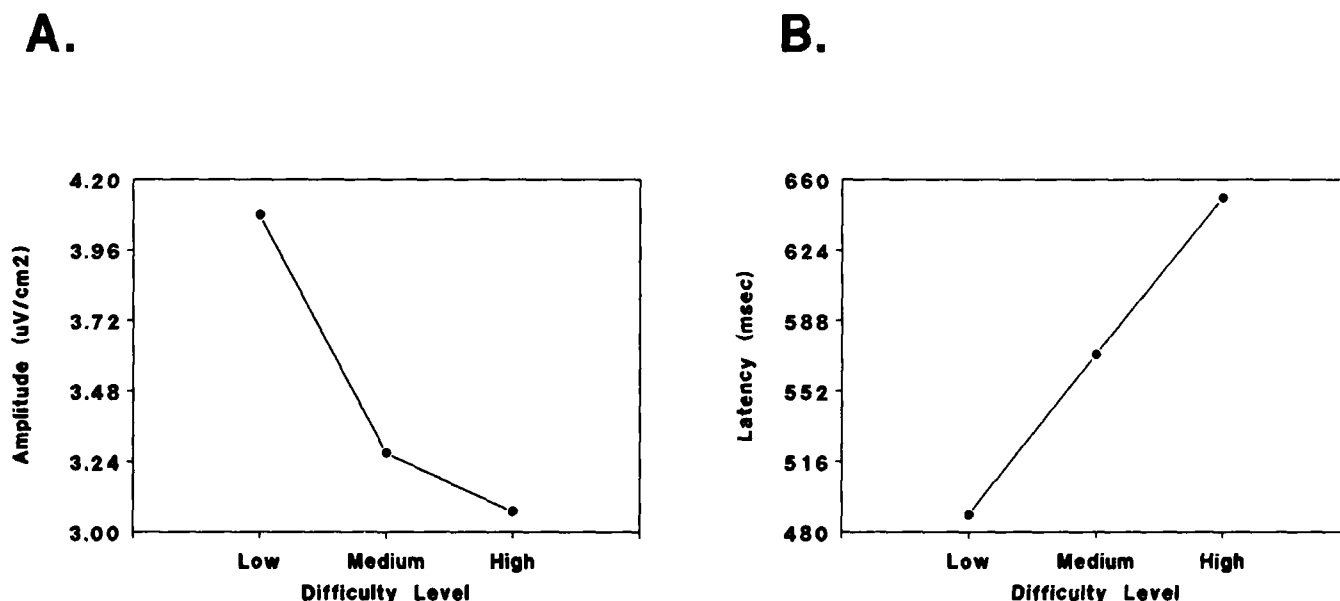 A.
4.20
3.96
3.72
3.48
3.24
3.00
Amplitude (uV/cm2)
Low Medium High
Difficulty Level
B.
660
624
588
552
516
480
Latency (msec)
Low Medium High
Difficulty Level